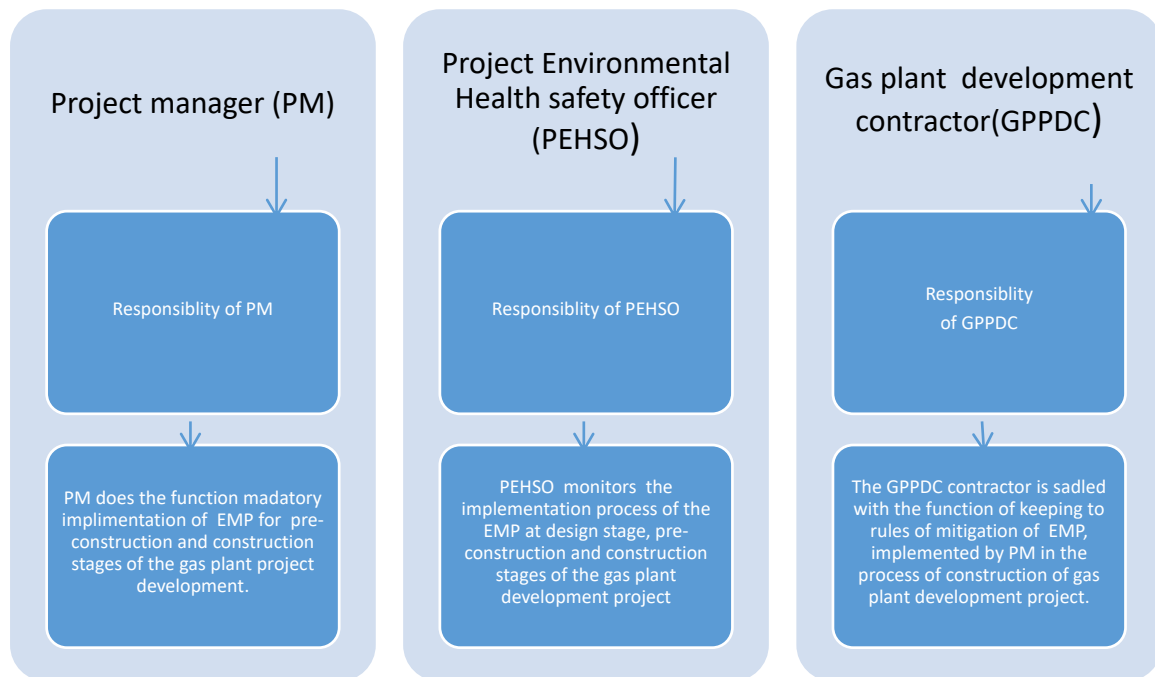 Project manager (PM)
Responsiblity of PM
PM does the function madatory
implimentation of EMP for pre-
construction and construction
stages of the gas plant project
development.
Project Environmental
Health safety officer
(PEHSO)
Responsiblity of PEHSO
PEHSO monitors the
implementation process of the
EMP at design stage, pre-
construction and construction
stages of the gas plant
development project
Gas plant development
contractor(GPPDC)
Responsiblity
of GPPDC
The GPPDC contractor is sadled
with the function of keeping to
rules of mitigation of EMP,
implemented by PM in the
process of construction of gas
plant development project.